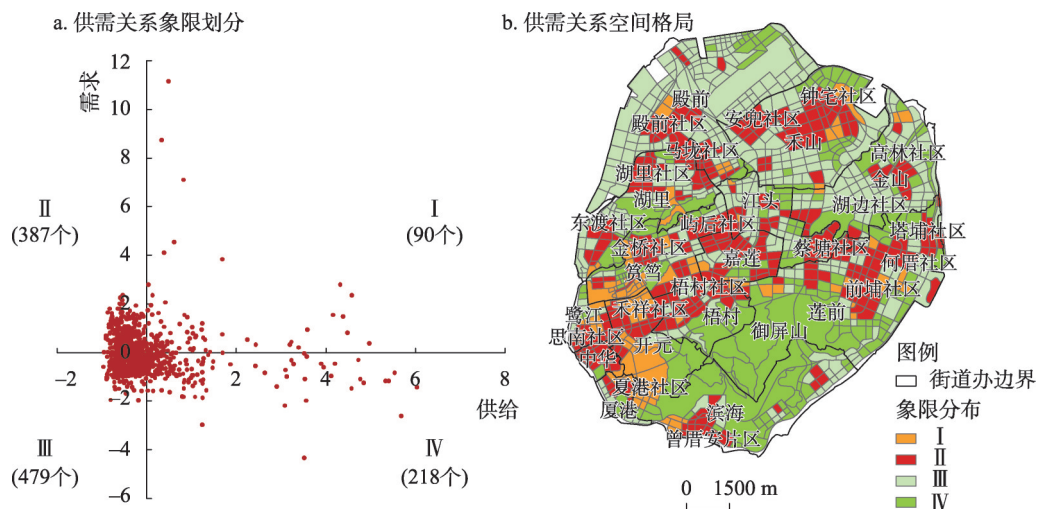 a. 供需关系象限划分
12
10
8
6
4
2
0
−2
−4
−6
−2
2
4
6
8
需求
供给
Ⅱ
(387个)
Ⅰ
(90个)
Ⅲ
(479个)
Ⅳ
(218个)
b. 供需关系空间格局
钟宅社区
殿前
安兜社区
殿前社区
禾山
马垅社区
高林社区
湖里社区
金山
湖里
江头
湖边社区
东渡社区
屿后社区
塔埔社区
金桥社区
蔡塘社区
嘉莲
何厝社区
筼筜
梧村社区
前埔社区
鹭江
禾祥社区
梧村
莲前
思南社区
御屏山
中华
开元
夏港社区
厦港
滨海
曾厝安片区
0 1500 m
图例
街道办边界
象限分布
Ⅰ
Ⅱ
Ⅲ
Ⅳ